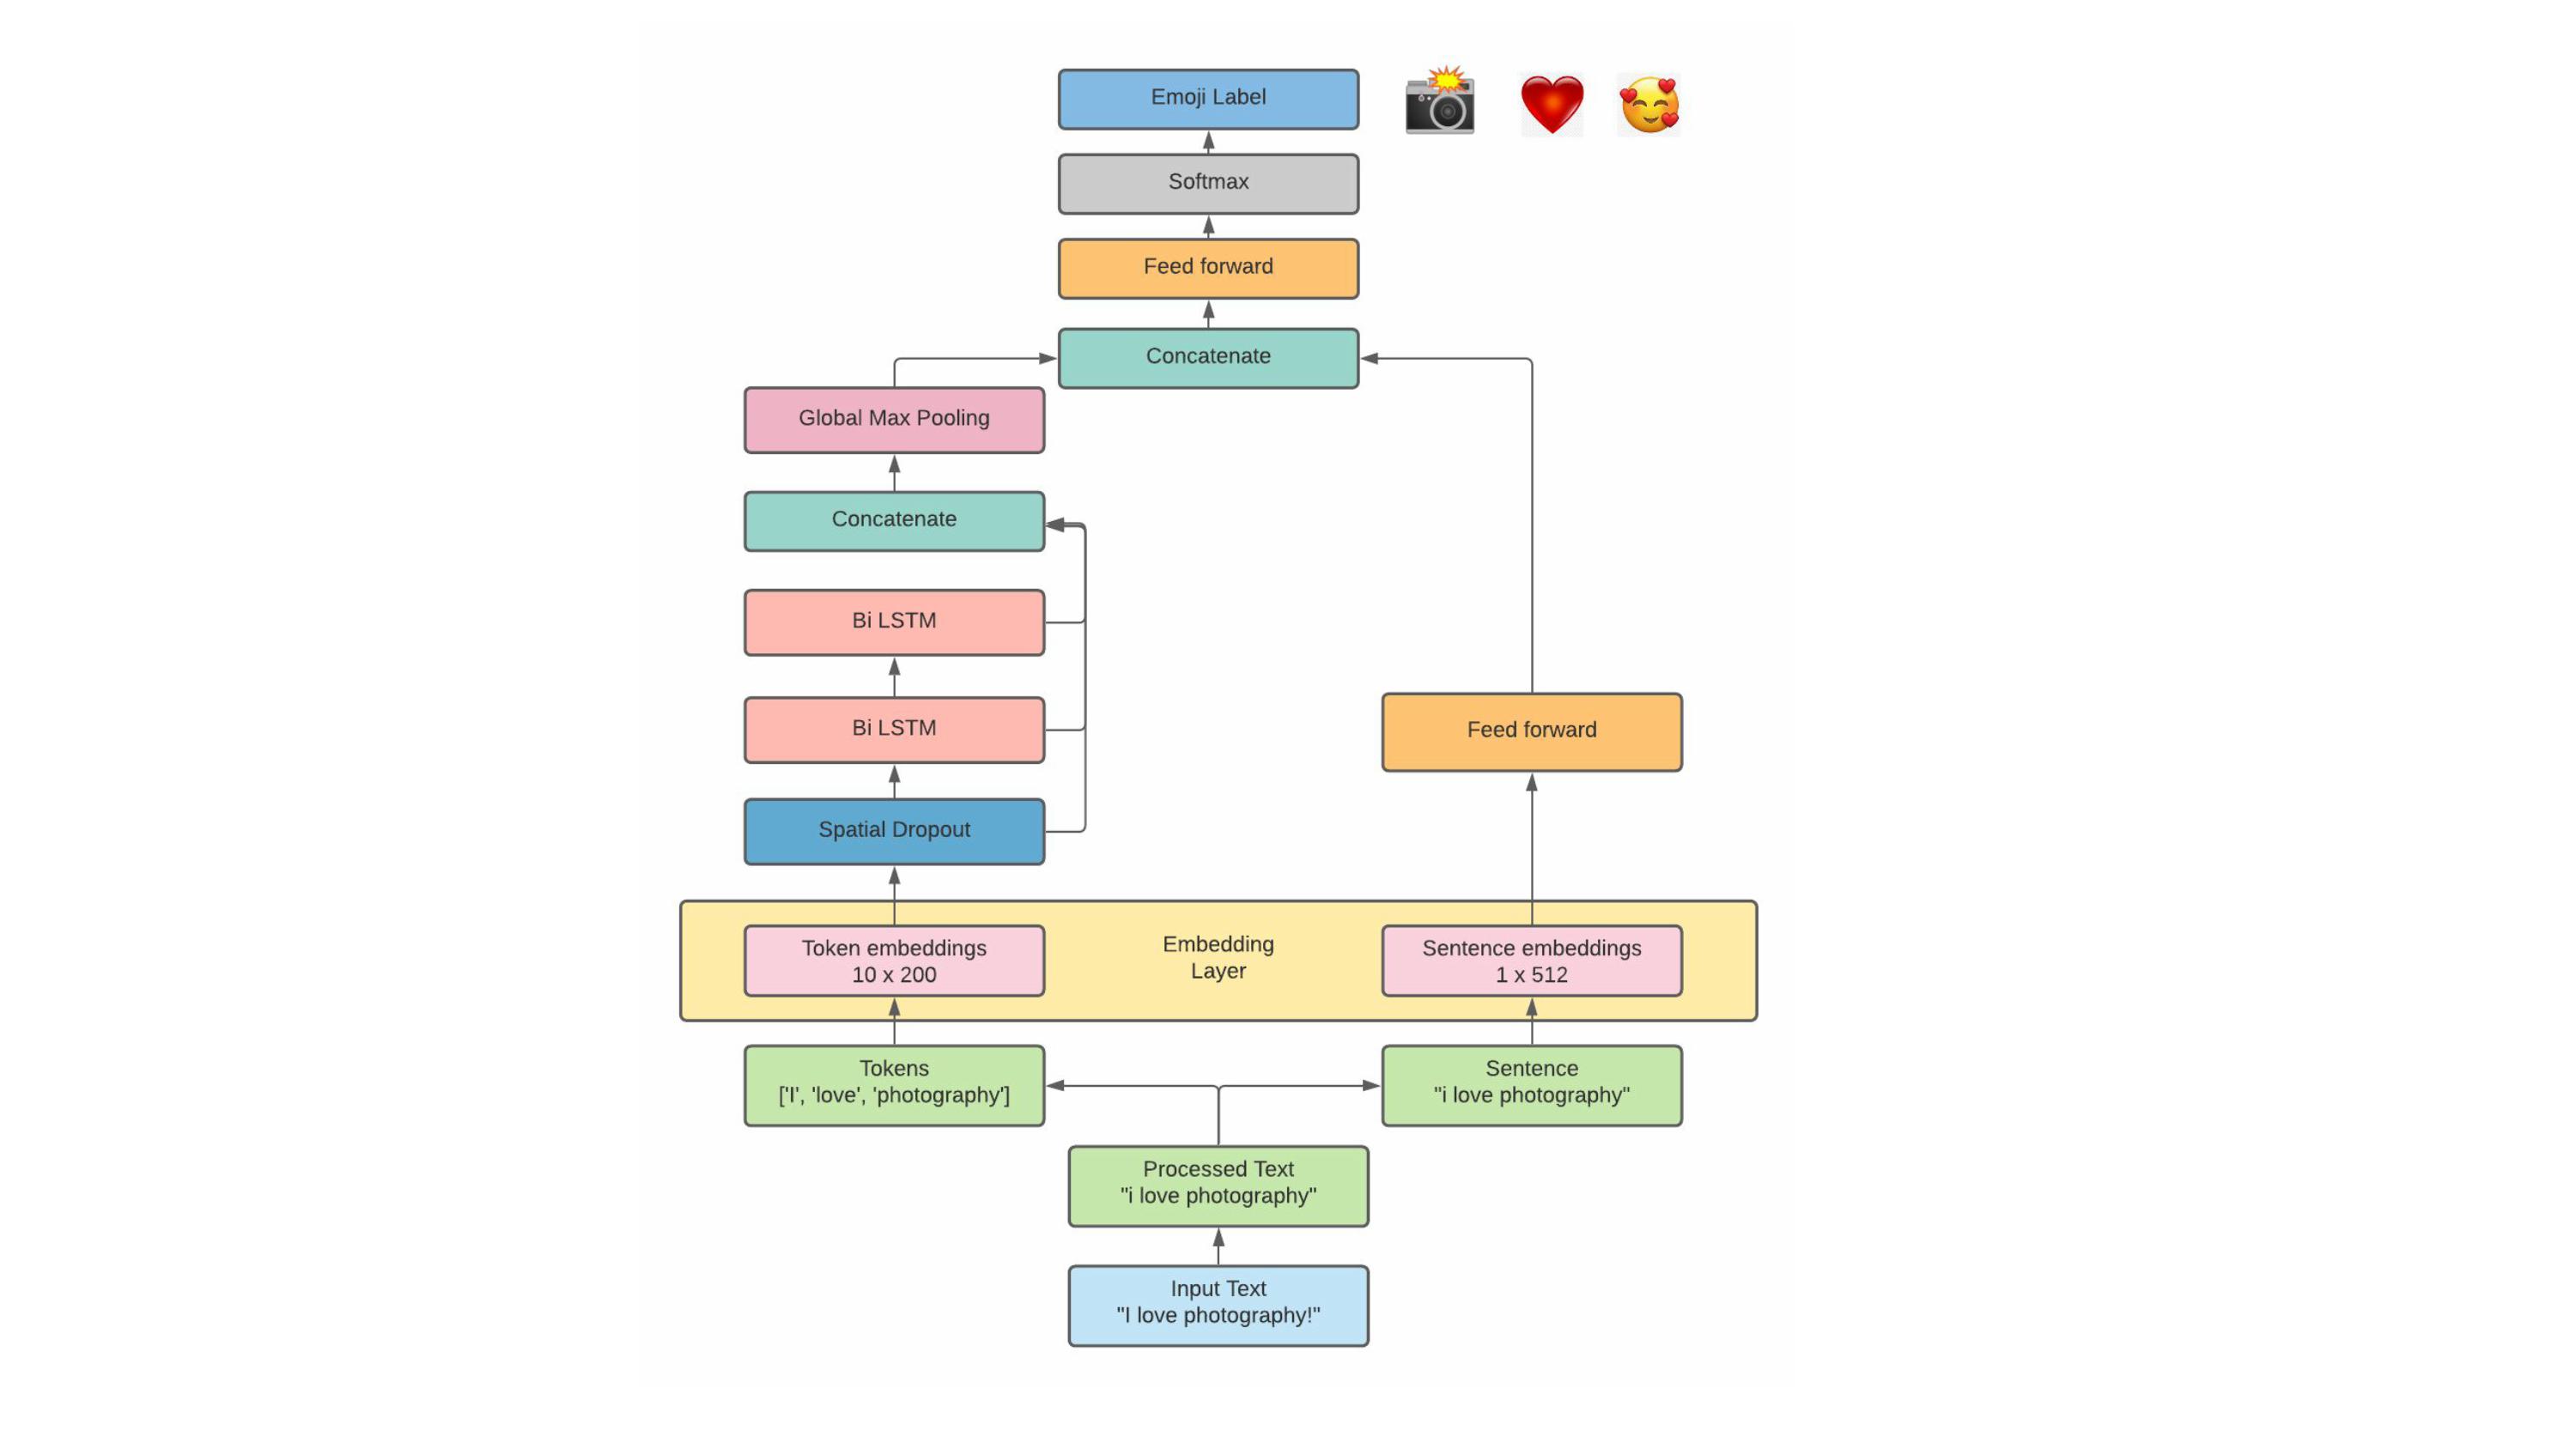 Emoji Label
Softmax
Feed forward
Concatenate
Global Max Pooling
Concatenate
Bi LSTM
Bi LSTM
Feed forward
Spatial Dropout
Token embeddings
10 x 200
Embedding
Layer
Sentence embeddings
1 x 512
Tokens
['I', 'love', 'photography']
Sentence
"i love photography"
Processed Text
"i love photography"
Input Text
"I love photography!"